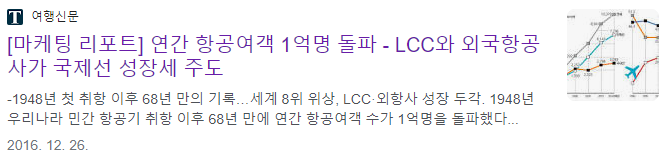 T 여행신문
[마케팅 리포트] 연간 항공여객 1억명 돌파 - LCC와 외국항공
사가 국제선 성장세 주도
-1948년 첫 취항 이후 68년 만의 기록…세계 8위 위상, LCC·외항사 성장 두각. 1948년
우리나라 민간 항공기 취항 이후 68년 만에 연간 항공여객 수가 1억명을 돌파했다...
2016. 12. 26.